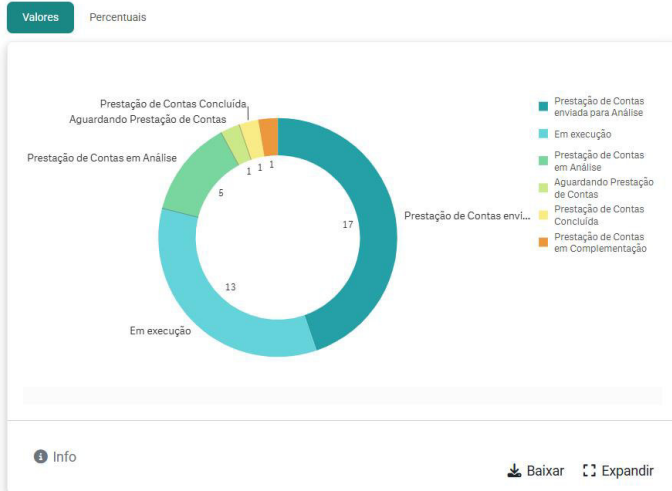 Valores
Percentuais
Prestação de Contas Concluída
Aguardando Prestação de Contas
Prestação de Contas em Análise
Prestação de Contas envi...
Em execução
1
1
1
5
17
13
Prestação de Contas
enviada para Análise
Em execução
Prestação de Contas
em Análise
Aguardando Prestação
de Contas
Prestação de Contas
Concluída
Prestação de Contas
em Complementação
Info
Baixar
Expandir